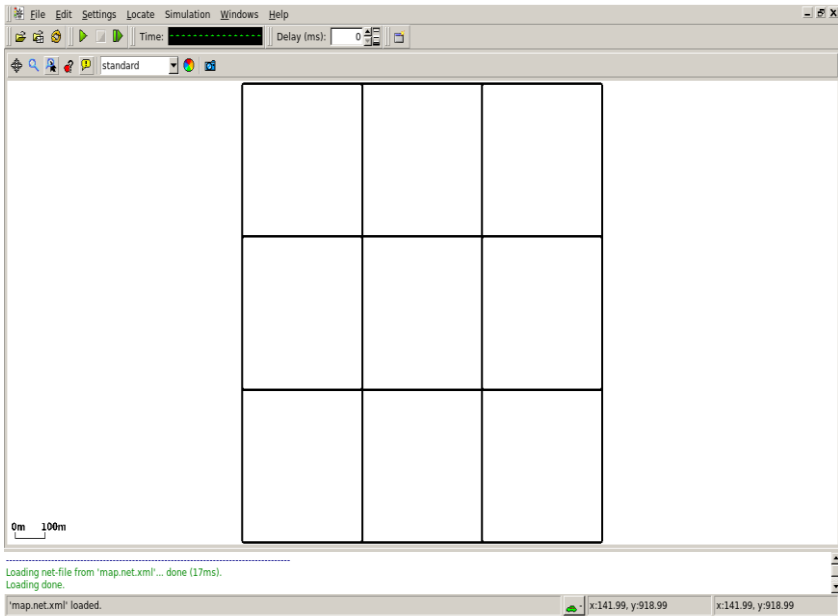 File Edit Settings Locate Simulation Windows Help
Time: Delay (ms): 0
standard
0m 100m
Loading net-file from 'map.net.xml'... done (17ms).
Loading done.
'map.net.xml' loaded. x:141.99, y:918.99 x:141.99, y:918.99